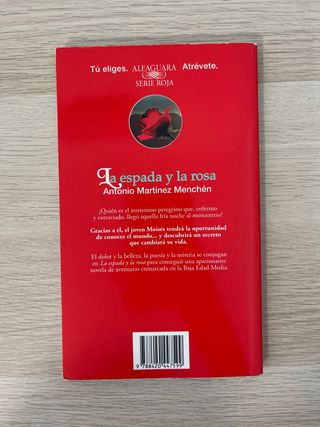 Tú eliges. ALFAGUARA Atrévete.
SERIE ROJA
La espada y la rosa
Antonio Martínez Menchén
¿Quién es el misterioso peregrino que, enfermo
y extraviado, llegó aquella fría noche al monasterio?
Gracias a él, el joven Moisés tendrá la oportunidad
de conocer el mundo... y descubrirá un secreto
que cambiará su vida.
El dolor y la belleza, la poesía y la miseria se conjugan
en La espada y la rosa para conseguir una apasionante
novela de aventuras enmarcada en la Baja Edad Media.
9 788420 447599